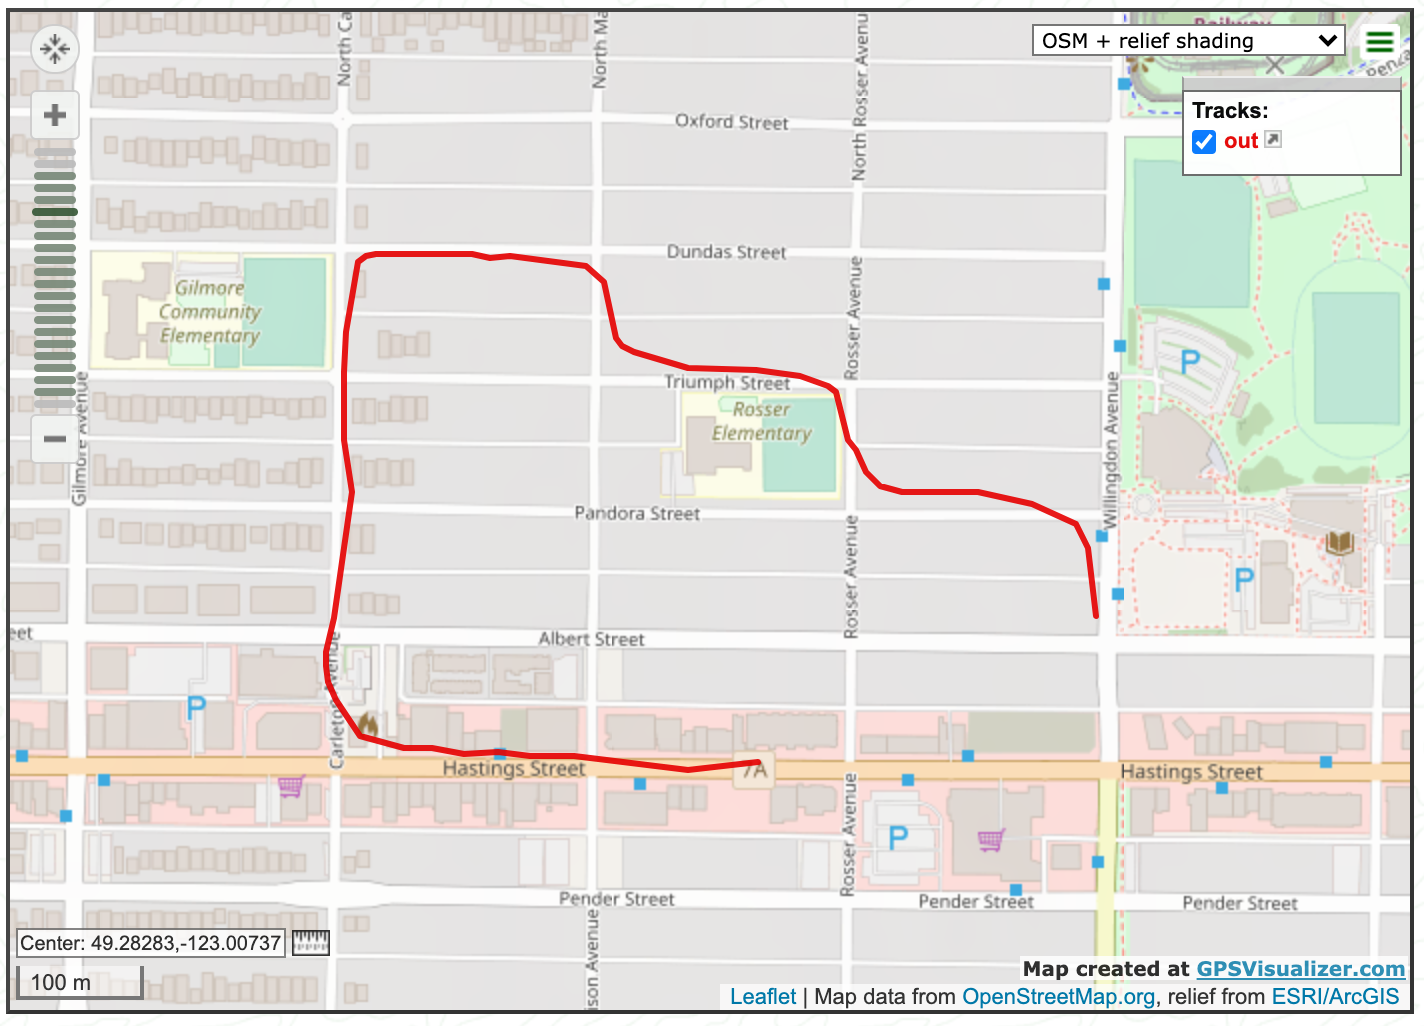 North Ca
North Ma
North Rosser Avenu
Railway
OSM + relief shading
Penza
Tracks:
out
Oxford Street
Dundas Street
Gilmore
Community
Elementary
Rosser Avenue
P
Triumph Street
Rosser
Elementary
Gilmore Avenue
Willingdon Avenue
Pandora Street
Rosser Avenue
P
eet
Albert Street
Carleton Avenue
P
Hastings Street
7A
Hastings Street
Rosser Avenue
P
Pender Street
Pender Street
Pender Street
ison Avenue
Center: 49.28283,-123.00737
100 m
Map created at GPSVisualizer.com
Leaflet | Map data from OpenStreetMap.org, relief from ESRI/ArcGIS